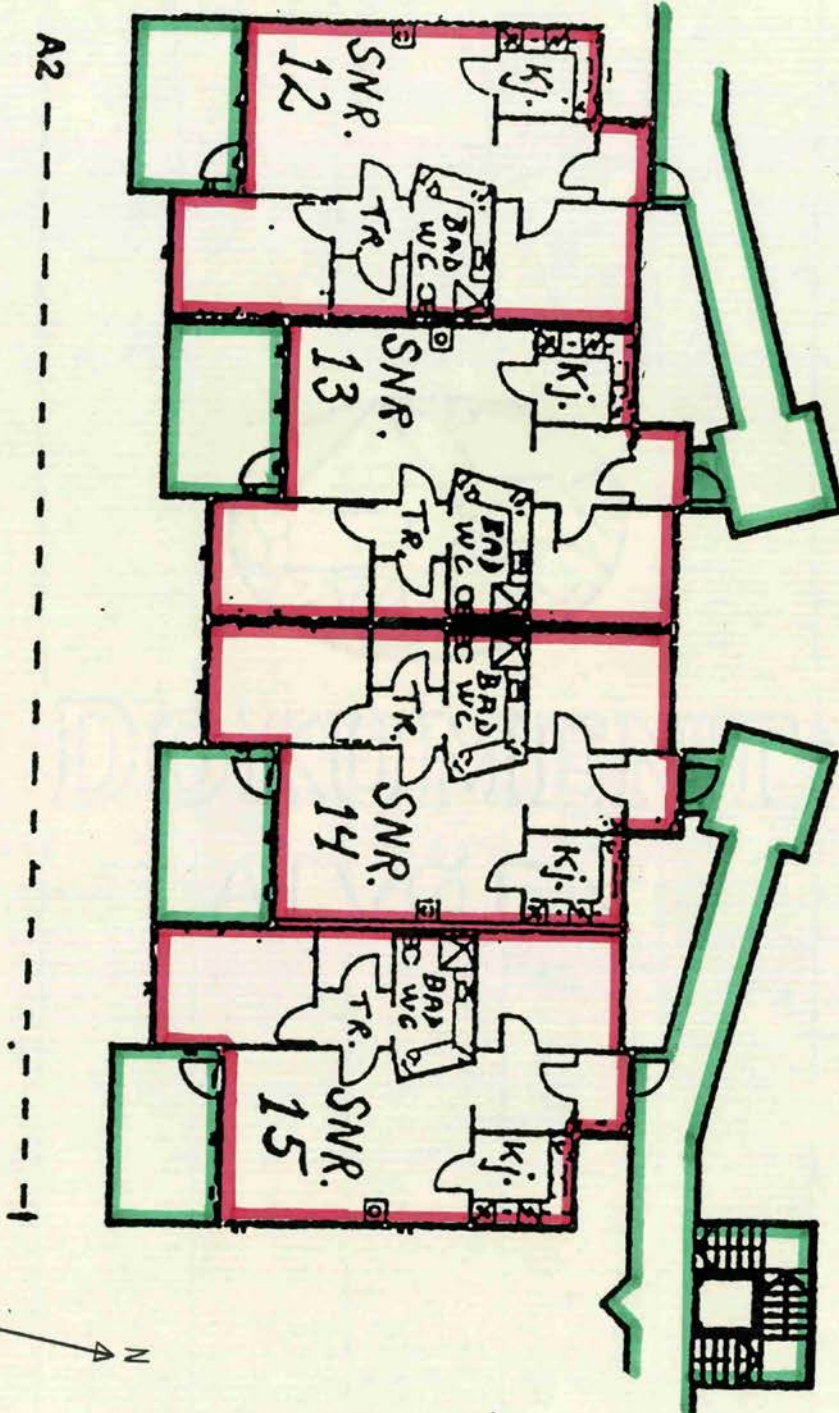 A2
SNR.
12
Kj.
TR
BAD
WC
SNR.
13
Kj.
TR.
BAD
WC
TR.
BAD
WC
SNR.
14
Kj.
TR.
BAD
WC
SNR.
15
Kj.
N
DOKUMENT